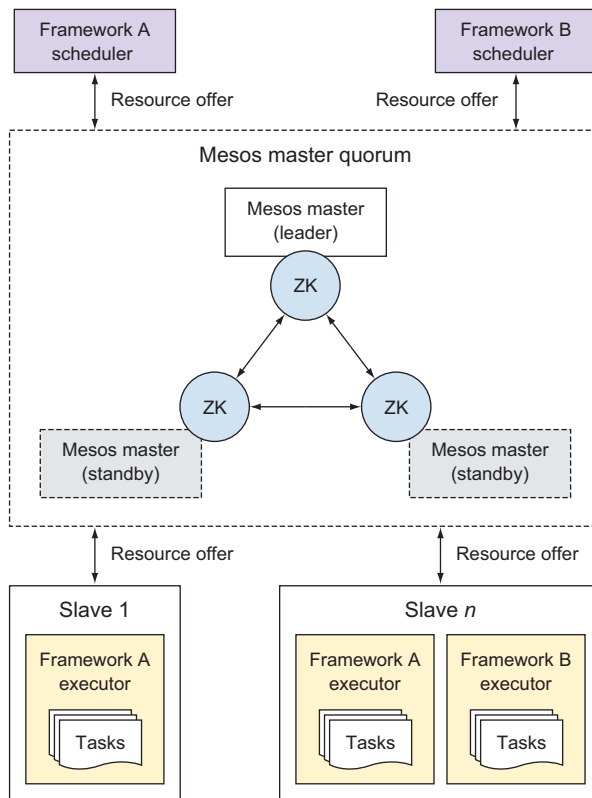 Framework A
scheduler
Framework B
scheduler
Resource offer
Resource offer
Mesos master quorum
Mesos master
(leader)
ZK
ZK
ZK
Mesos master
(standby)
Mesos master
(standby)
Resource offer
Resource offer
Slave 1
Framework A
executor
Tasks
Slave n
Framework A
executor
Tasks
Framework B
executor
Tasks